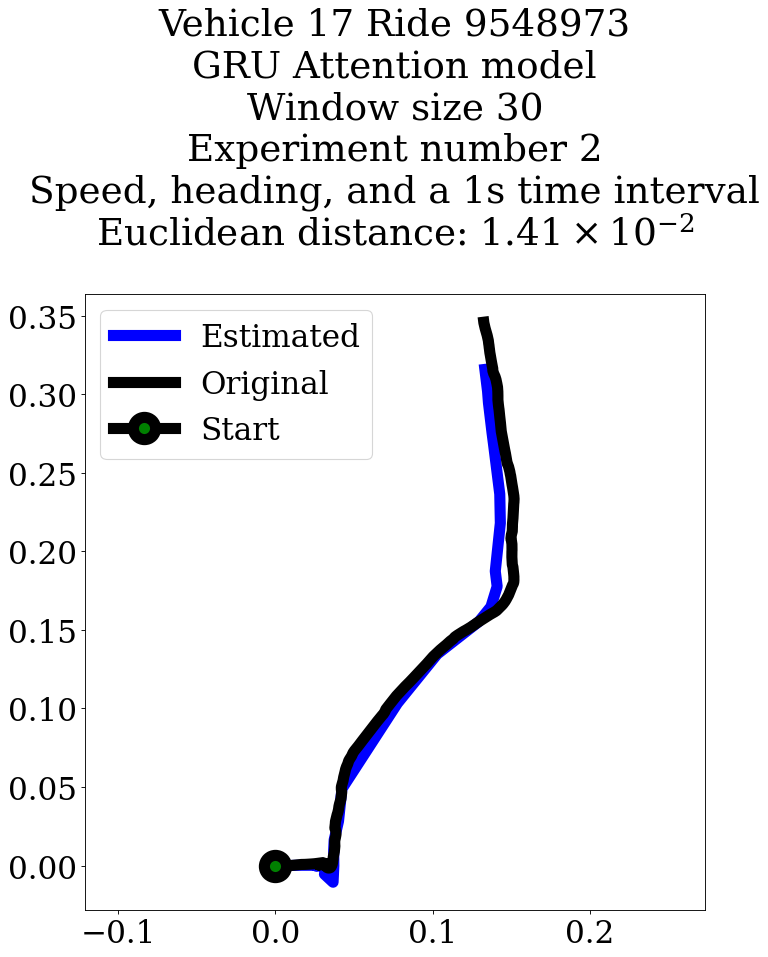 Vehicle 17 Ride 9548973
GRU Attention model
Window size 30
Experiment number 2
Speed, heading, and a 1s time interval
Euclidean distance: 1.41 × 10⁻²
Estimated
Original
Start
0.35
0.30
0.25
0.20
0.15
0.10
0.05
0.00
−0.1 0.0 0.1 0.2